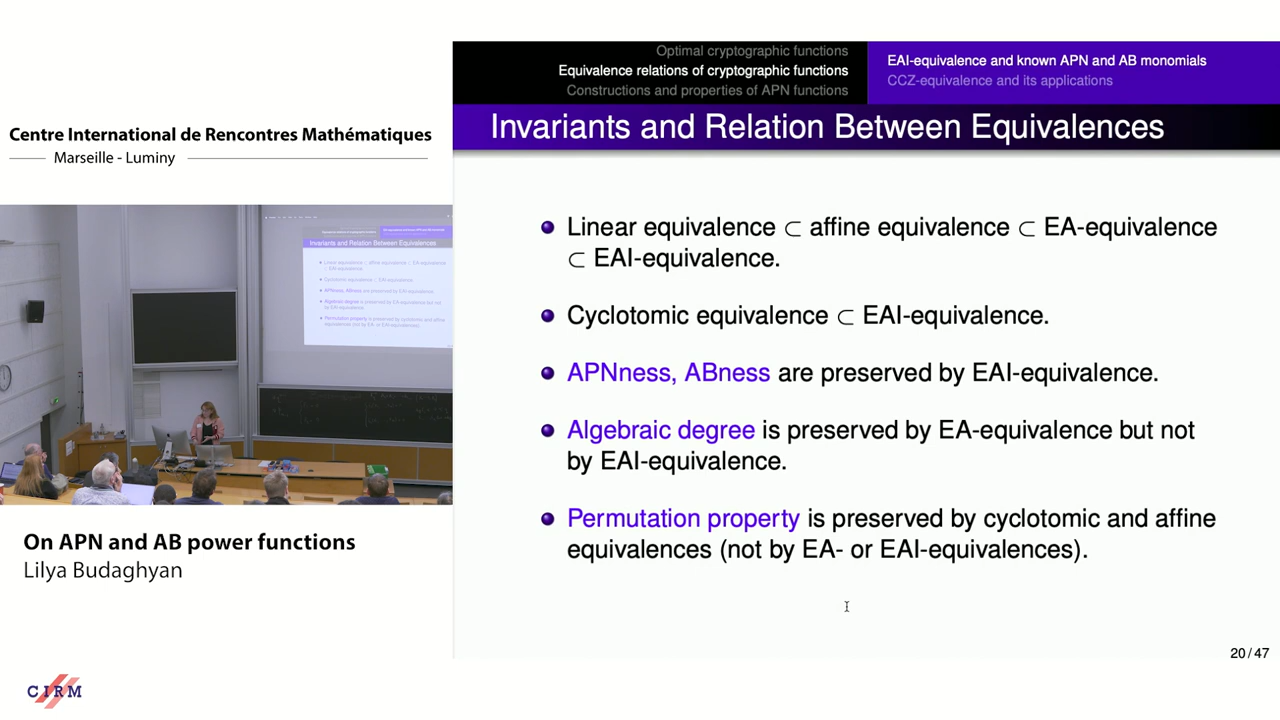 Optimal cryptographic functions
Equivalence relations of cryptographic functions
Constructions and properties of APN functions
EAI-equivalence and known APN and AB monomials
CCZ-equivalence and its applications
Invariants and Relation Between Equivalences
Centre International de Rencontres Mathématiques
Marseille - Luminy
Linear equivalence ⊂ affine equivalence ⊂ EA-equivalence
⊂ EAI-equivalence.
Cyclotomic equivalence ⊂ EAI-equivalence.
APNness, ABness are preserved by EAI-equivalence.
Algebraic degree is preserved by EA-equivalence but not
by EAI-equivalence.
Permutation property is preserved by cyclotomic and affine
equivalences (not by EA- or EAI-equivalences).
20 / 47
Invariants and Relation Between Equivalences
On APN and AB power functions
Lilya Budaghyan
CIRM